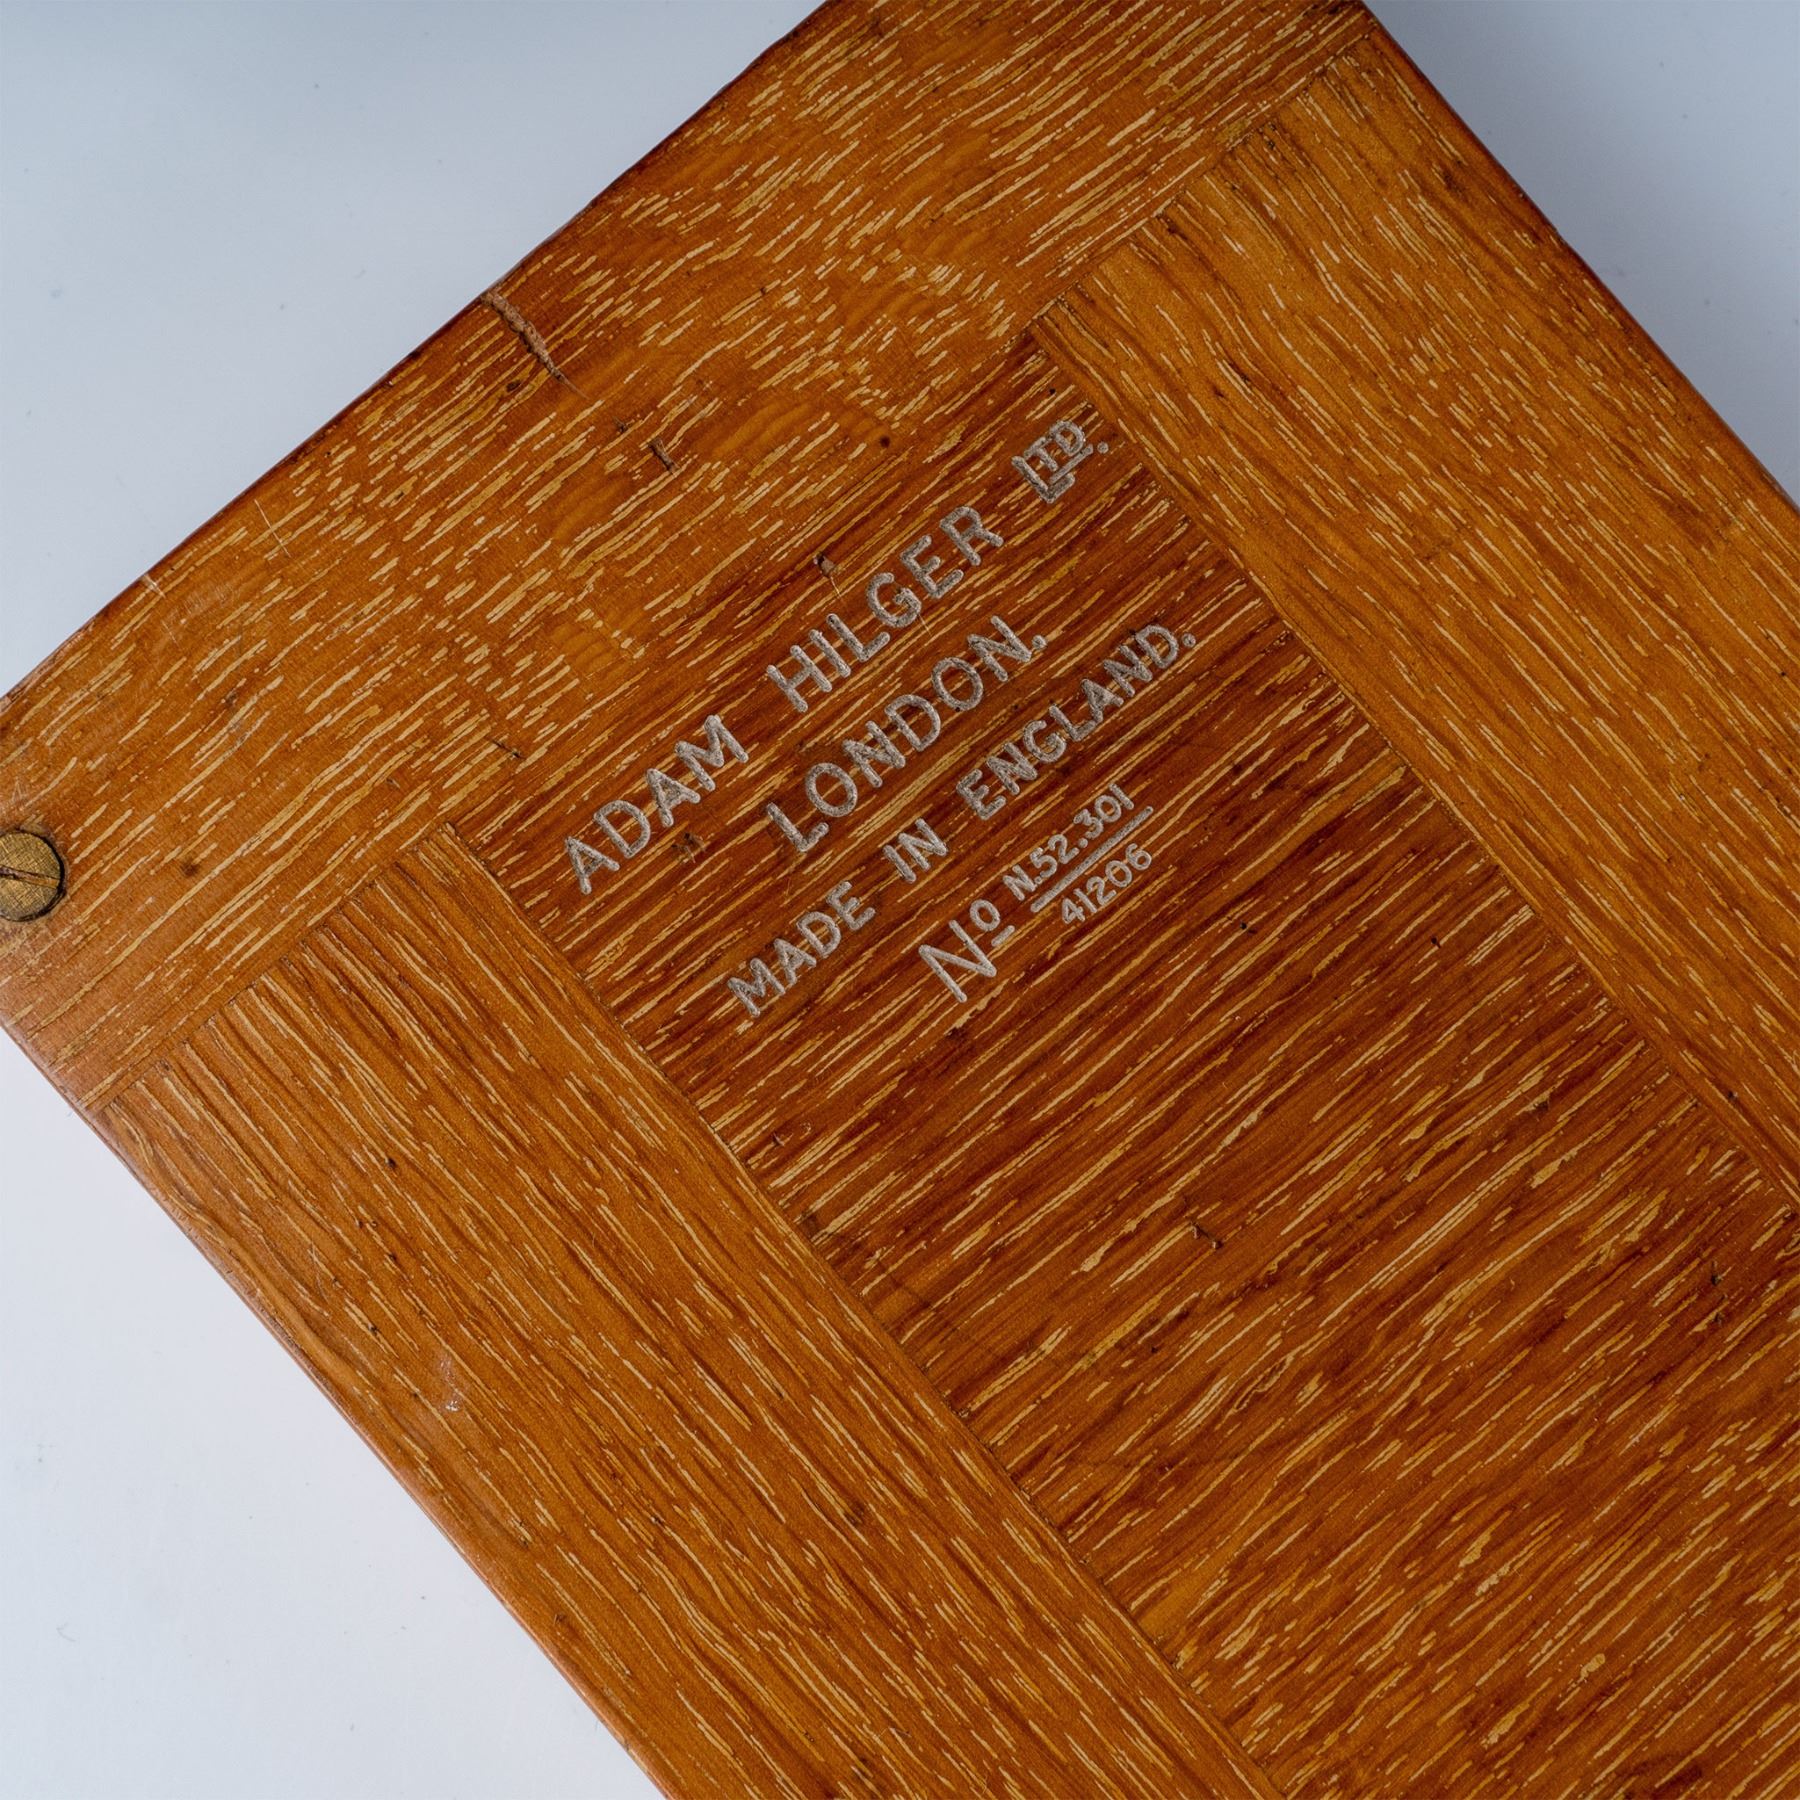 ADAM HILGER LTD.
LONDON.
MADE IN ENGLAND.
No N.52.301
41206